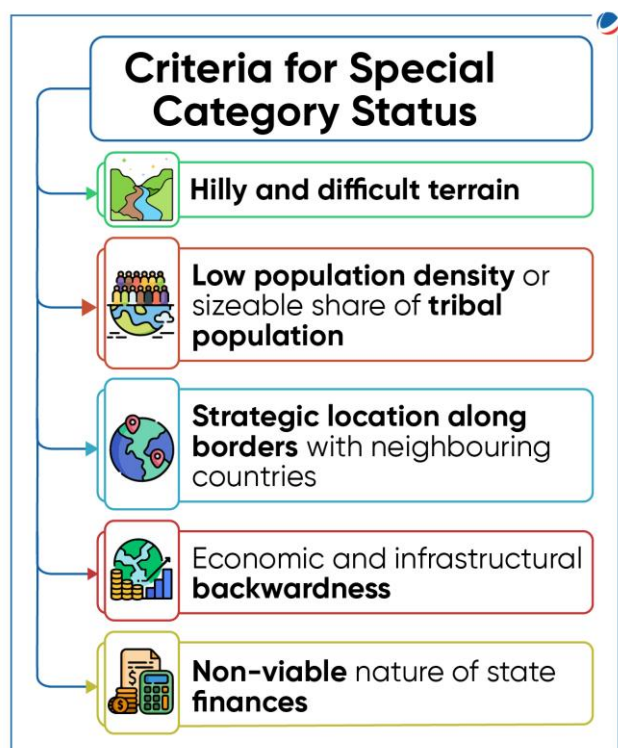 Criteria for Special
Category Status
Hilly and difficult terrain
Low population density or
sizeable share of tribal
population
Strategic location along
borders with neighbouring
countries
Economic and infrastructural
backwardness
Non-viable nature of state
finances